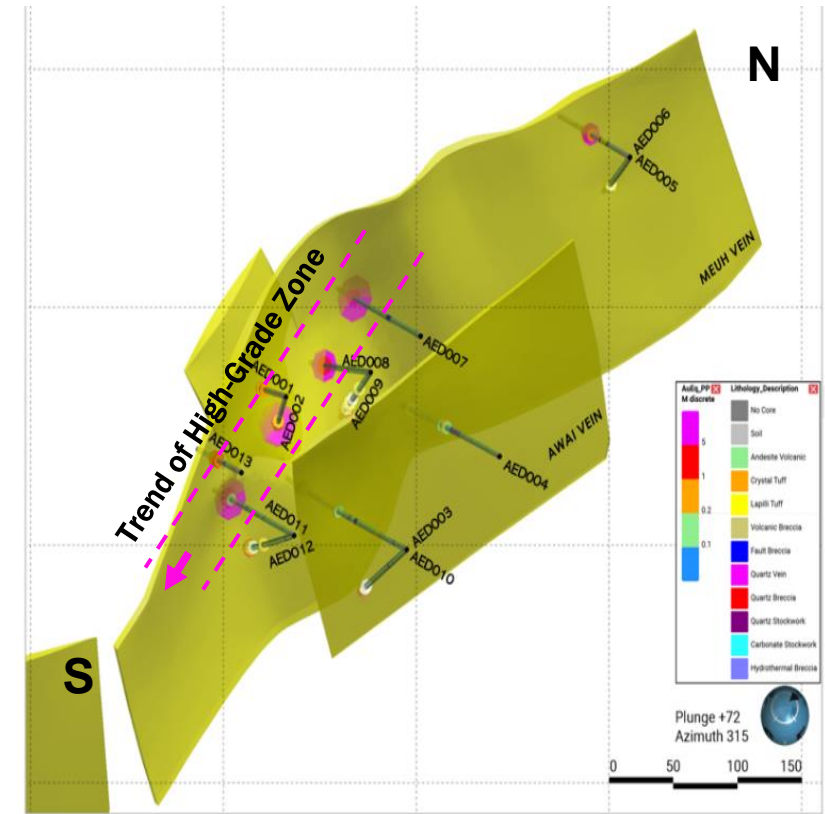 N
AED006
AED005
MEUH VEIN
Trend of High-Grade Zone
AED007
AED008
AED009
AED001
AED002
AWAI VEIN
AED013
AED004
AED011
AED012
AED003
AED010
S
AuEq_PP
M discrete
5
1
0.2
0.1
Lithology_Description
No Core
Soil
Andesite Volcanic
Crystal Tuff
Lapilli Tuff
Volcanic Breccia
Fault Breccia
Quartz Vein
Quartz Breccia
Quartz Stockwork
Carbonate Stockwork
Hydrothermal Breccia
Plunge +72
Azimuth 315
0 50 100 150